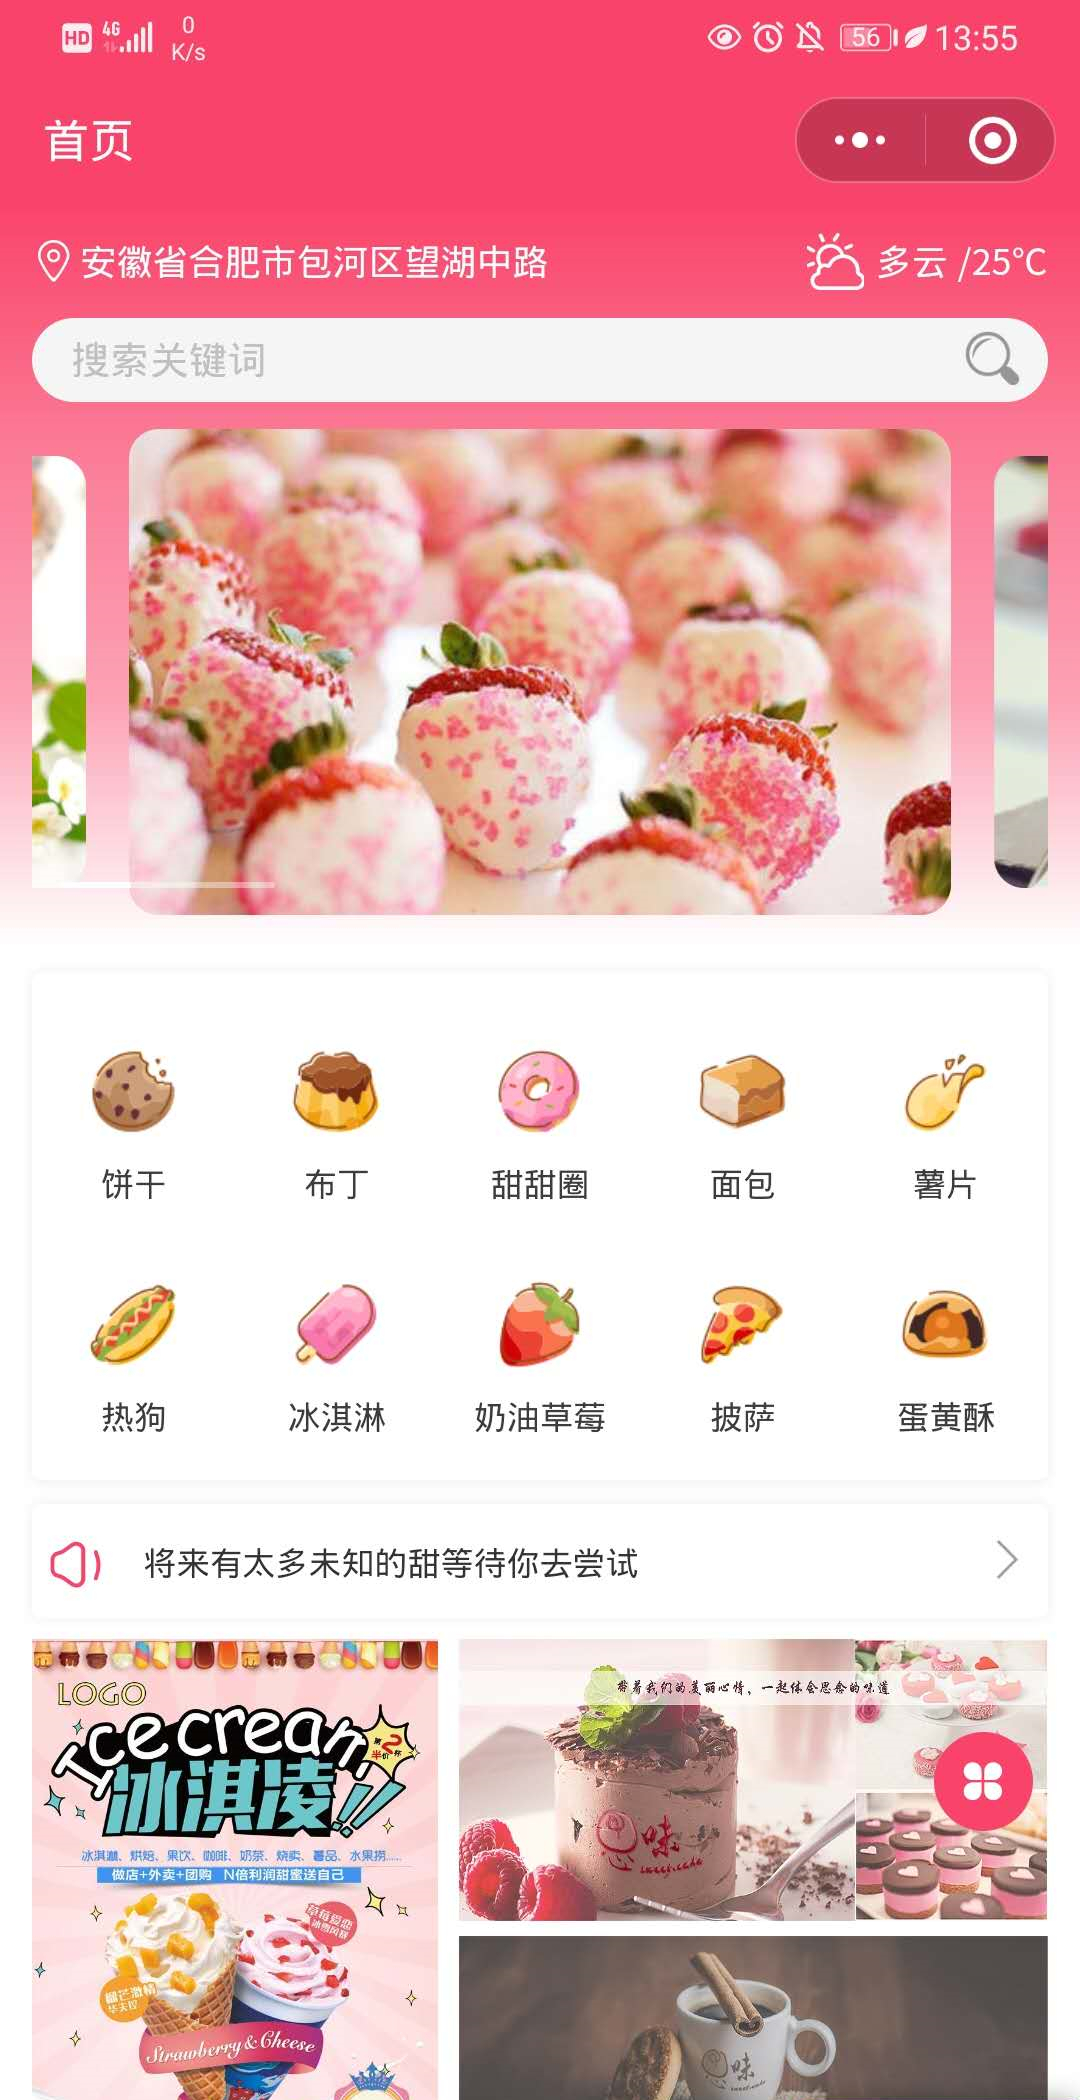 HD 4G 0 K/s 56 13:55
首页
安徽省合肥市包河区望湖中路 多云 /25℃
搜索关键词
饼干 布丁 甜甜圈 面包 薯片
热狗 冰淇淋 奶油草莓 披萨 蛋黄酥
将来有太多未知的甜等待你去尝试
LOGO
Ice cream
第2杯半价
冰淇凌!!
冰淇淋、烘焙、果饮、咖啡、奶茶、烧卖、薯品、水果捞......
做店+外卖+团购 N倍利润甜蜜送自己
草莓爱恋
冰雪风暴
Strawberry & Cheese
带着我们的美丽心情,一起体会思念的味道
味
味